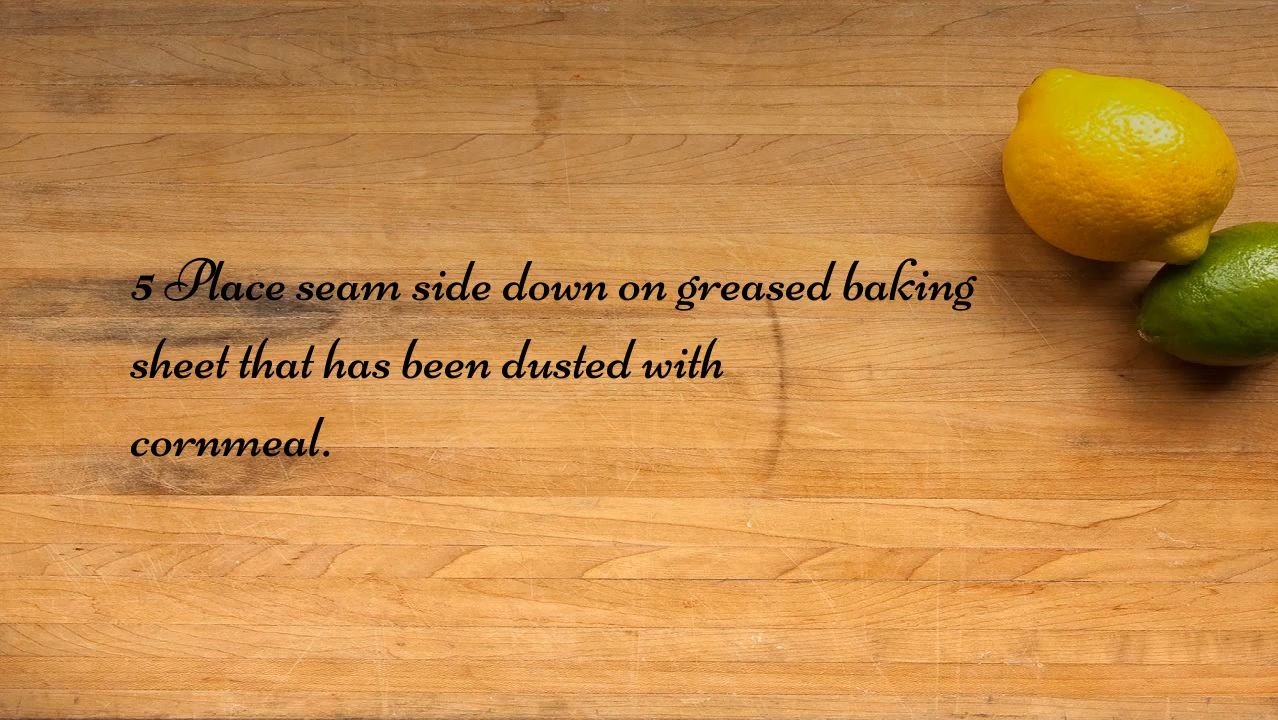 5 Place seam side down on greased baking
sheet that has been dusted with
cornmeal.